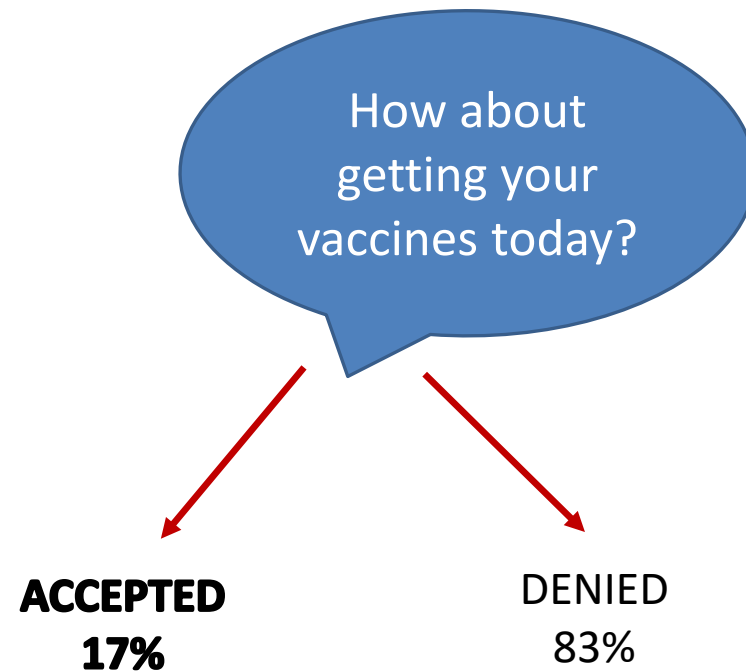 How about
getting your
vaccines today?
ACCEPTED
17%
DENIED
83%